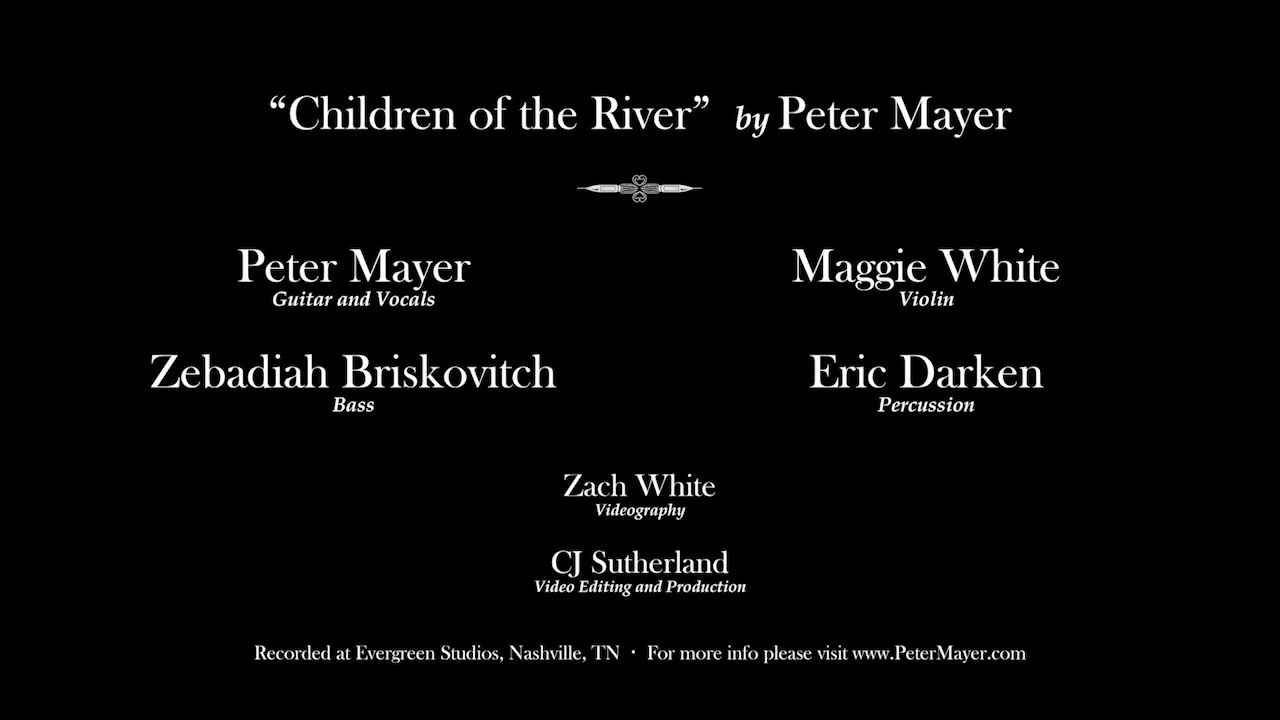 “Children of the River” by Peter Mayer
Peter Mayer
Guitar and Vocals
Maggie White
Violin
Zebadiah Briskovitch
Bass
Eric Darken
Percussion
Zach White
Videography
CJ Sutherland
Video Editing and Production
Recorded at Evergreen Studios, Nashville, TN · For more info please visit www.PeterMayer.com